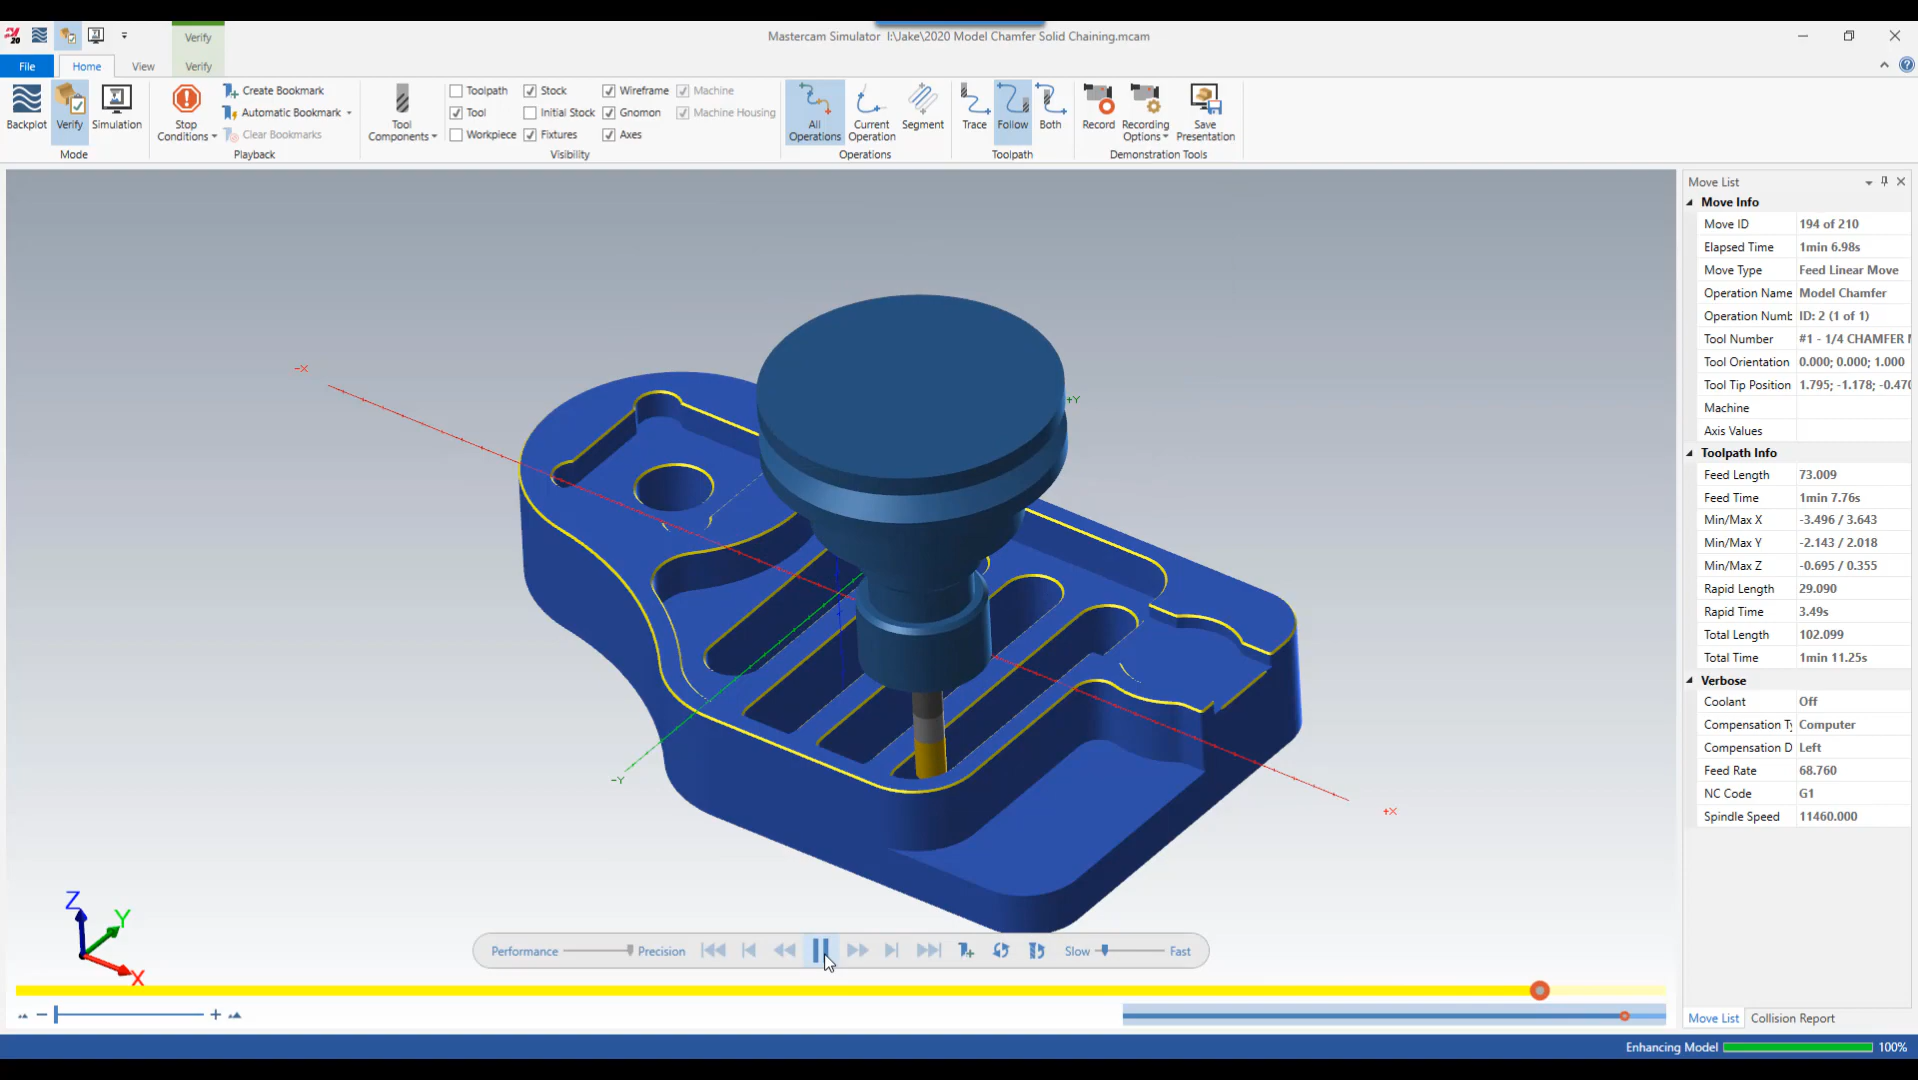 20
Verify
Mastercam Simulator I:\Jake\2020 Model Chamfer Solid Chaining.mcam
File
Home
View
Verify
Backplot
Verify
Simulation
Mode
Stop
Conditions
Create Bookmark
Automatic Bookmark
Clear Bookmarks
Playback
Tool
Components
Toolpath
Stock
Wireframe
Machine
Tool
Initial Stock
Gnomon
Machine Housing
Workpiece
Fixtures
Axes
Visibility
All
Operations
Current
Operation
Segment
Operations
Trace
Follow
Both
Toolpath
Record
Recording
Options
Save
Presentation
Demonstration Tools
-X
+Y
-Y
+X
Z
Y
X
Move List
Move Info
Move ID 194 of 210
Elapsed Time 1min 6.98s
Move Type Feed Linear Move
Operation Name Model Chamfer
Operation Numb ID: 2 (1 of 1)
Tool Number #1 - 1/4 CHAMFER
Tool Orientation 0.000; 0.000; 1.000
Tool Tip Position 1.795; -1.178; -0.470
Machine
Axis Values
Toolpath Info
Feed Length 73.009
Feed Time 1min 7.76s
Min/Max X -3.496 / 3.643
Min/Max Y -2.143 / 2.018
Min/Max Z -0.695 / 0.355
Rapid Length 29.090
Rapid Time 3.49s
Total Length 102.099
Total Time 1min 11.25s
Verbose
Coolant Off
Compensation Ty Computer
Compensation D Left
Feed Rate 68.760
NC Code G1
Spindle Speed 11460.000
Performance
Precision
Slow
Fast
Move List
Collision Report
Enhancing Model 100%